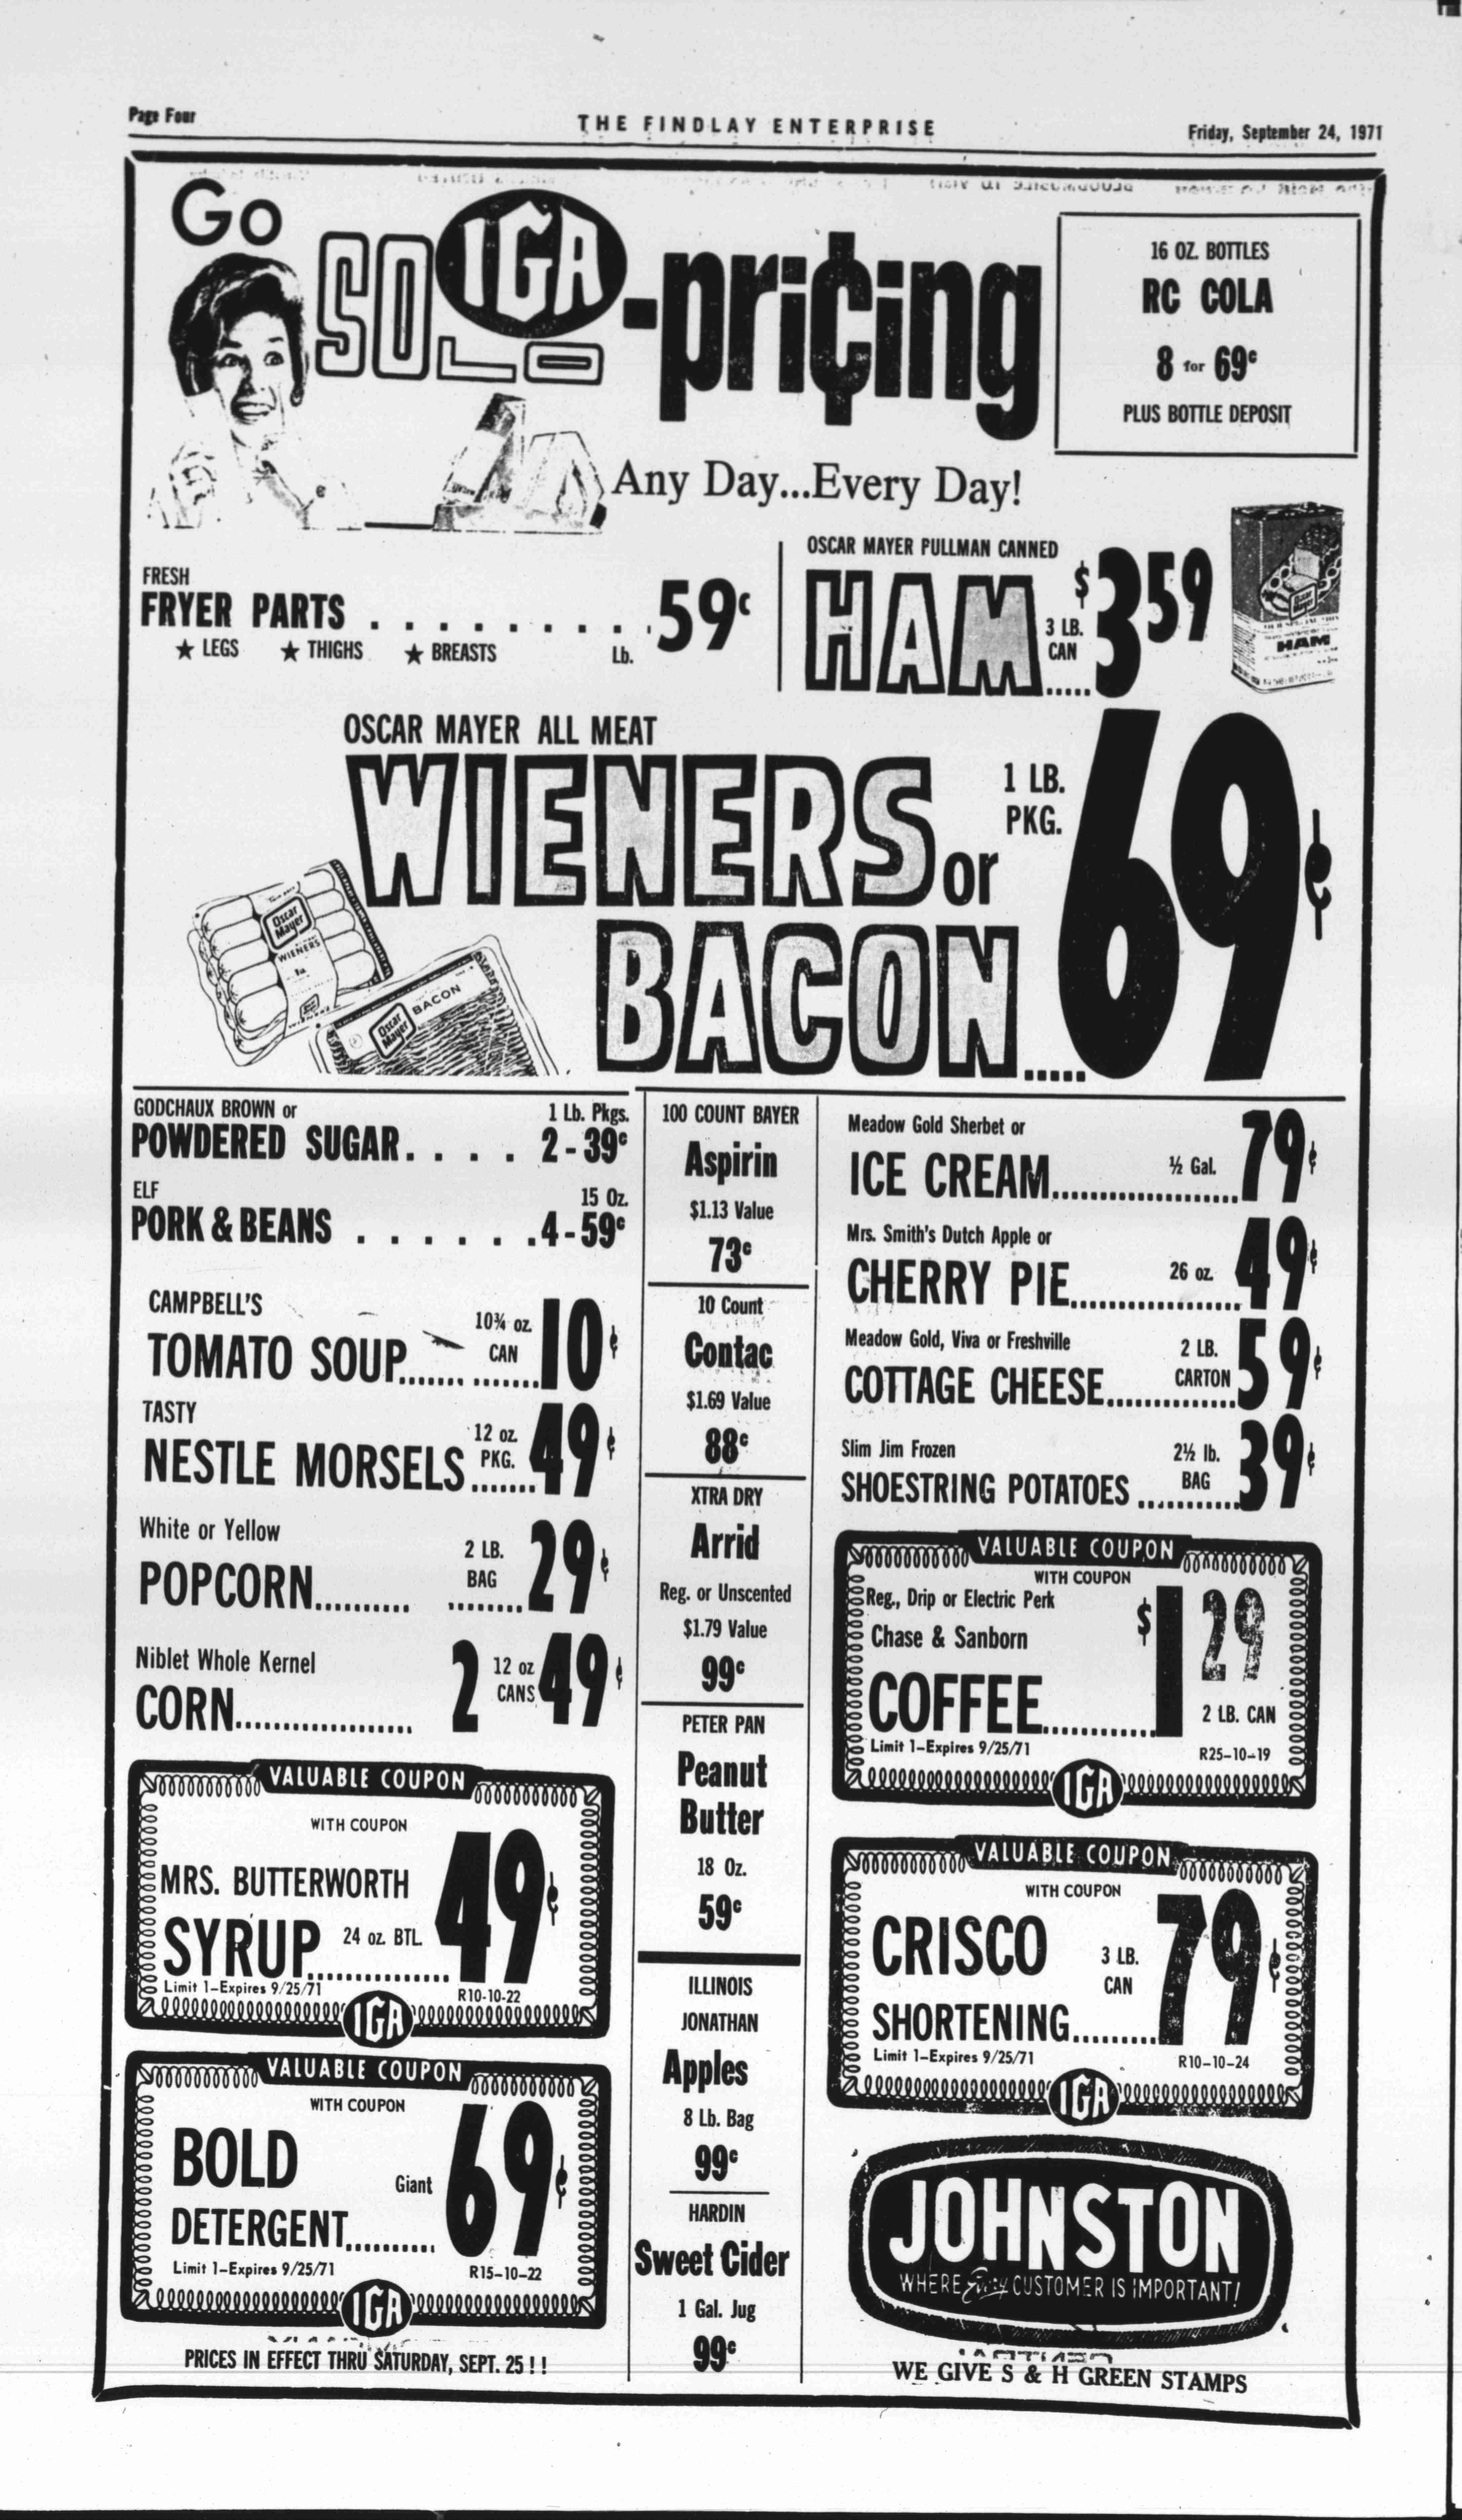 Page Four
THE FINDLAY ENTERPRISE
Friday, September 24, 1971
Go
SOLO
IGA
-pri¢ing
Any Day...Every Day!
16 OZ. BOTTLES
RC COLA
8 for 69¢
PLUS BOTTLE DEPOSIT
FRESH
FRYER PARTS . . . . . . . . . . 59¢
★ LEGS ★ THIGHS ★ BREASTS Lb.
OSCAR MAYER PULLMAN CANNED
HAM 3 LB. CAN ..... $3 59
HAM
OSCAR MAYER ALL MEAT
WIENERS or
BACON......
1 LB.
PKG.
69¢
Oscar Mayer
WIENERS
Oscar Mayer
BACON
GODCHAUX BROWN or 1 Lb. Pkgs.
POWDERED SUGAR. . . . . 2-39¢
ELF 15 Oz.
PORK & BEANS . . . . . . . 4-59¢
CAMPBELL'S
TOMATO SOUP....... 10¾ oz. CAN ....... 10¢
TASTY
NESTLE MORSELS....... 12 oz. PKG. 49¢
White or Yellow
POPCORN.......... 2 LB. BAG ........ 29¢
Niblet Whole Kernel
CORN................... 2 12 oz CANS 49¢
VALUABLE COUPON
WITH COUPON
MRS. BUTTERWORTH
SYRUP 24 oz. BTL. ............... 49¢
Limit 1-Expires 9/25/71 R10-10-22
IGA
VALUABLE COUPON
WITH COUPON
BOLD
Giant
DETERGENT.......... 69¢
Limit 1-Expires 9/25/71 R15-10-22
IGA
PRICES IN EFFECT THRU SATURDAY, SEPT. 25 ! !
100 COUNT BAYER
Aspirin
$1.13 Value
73¢
10 Count
Contac
$1.69 Value
88¢
XTRA DRY
Arrid
Reg. or Unscented
$1.79 Value
99¢
PETER PAN
Peanut
Butter
18 Oz.
59¢
ILLINOIS
JONATHAN
Apples
8 Lb. Bag
99¢
HARDIN
Sweet Cider
1 Gal. Jug
99¢
Meadow Gold Sherbet or
ICE CREAM...................... ½ Gal. 79¢
Mrs. Smith's Dutch Apple or
CHERRY PIE.................... 26 oz. 49¢
Meadow Gold, Viva or Freshville
COTTAGE CHEESE.............. 2 LB. CARTON 59¢
Slim Jim Frozen
SHOESTRING POTATOES ........... 2½ lb. BAG 39¢
VALUABLE COUPON
WITH COUPON
Reg., Drip or Electric Perk
Chase & Sanborn
COFFEE............. $1 29
2 LB. CAN
Limit 1-Expires 9/25/71 R25-10-19
IGA
VALUABLE COUPON
WITH COUPON
CRISCO
3 LB.
CAN
SHORTENING.......... 79¢
Limit 1-Expires 9/25/71 R10-10-24
IGA
JOHNSTON
WHERE Every CUSTOMER IS IMPORTANT!
WE GIVE S & H GREEN STAMPS